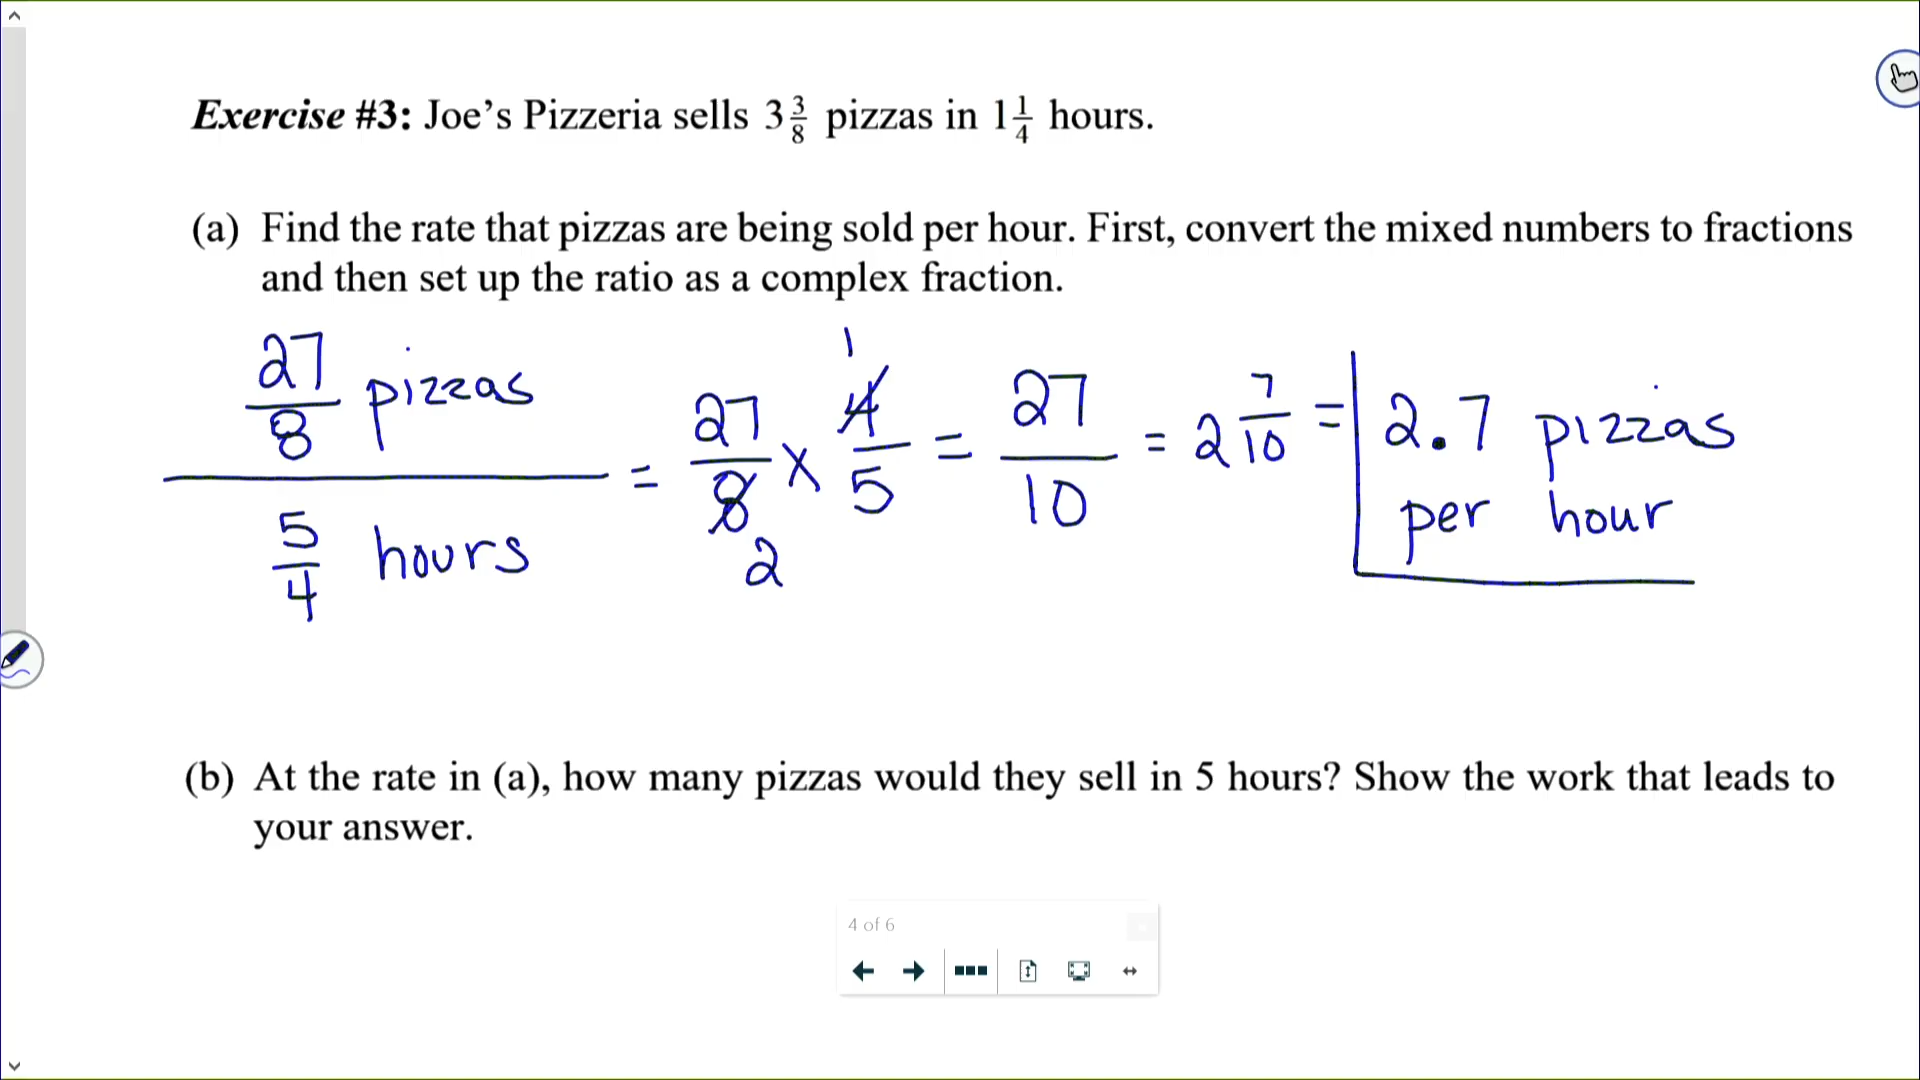 Exercise #3: Joe’s Pizzeria sells 3 3/8 pizzas in 1 1/4 hours.
(a) Find the rate that pizzas are being sold per hour. First, convert the mixed numbers to fractions
and then set up the ratio as a complex fraction.
27/8 pizzas / 5/4 hours = 27/8 × 4/5 = 27/10 = 2 7/10 = 2.7 pizzas
1
2
per hour
(b) At the rate in (a), how many pizzas would they sell in 5 hours? Show the work that leads to
your answer.
4 of 6